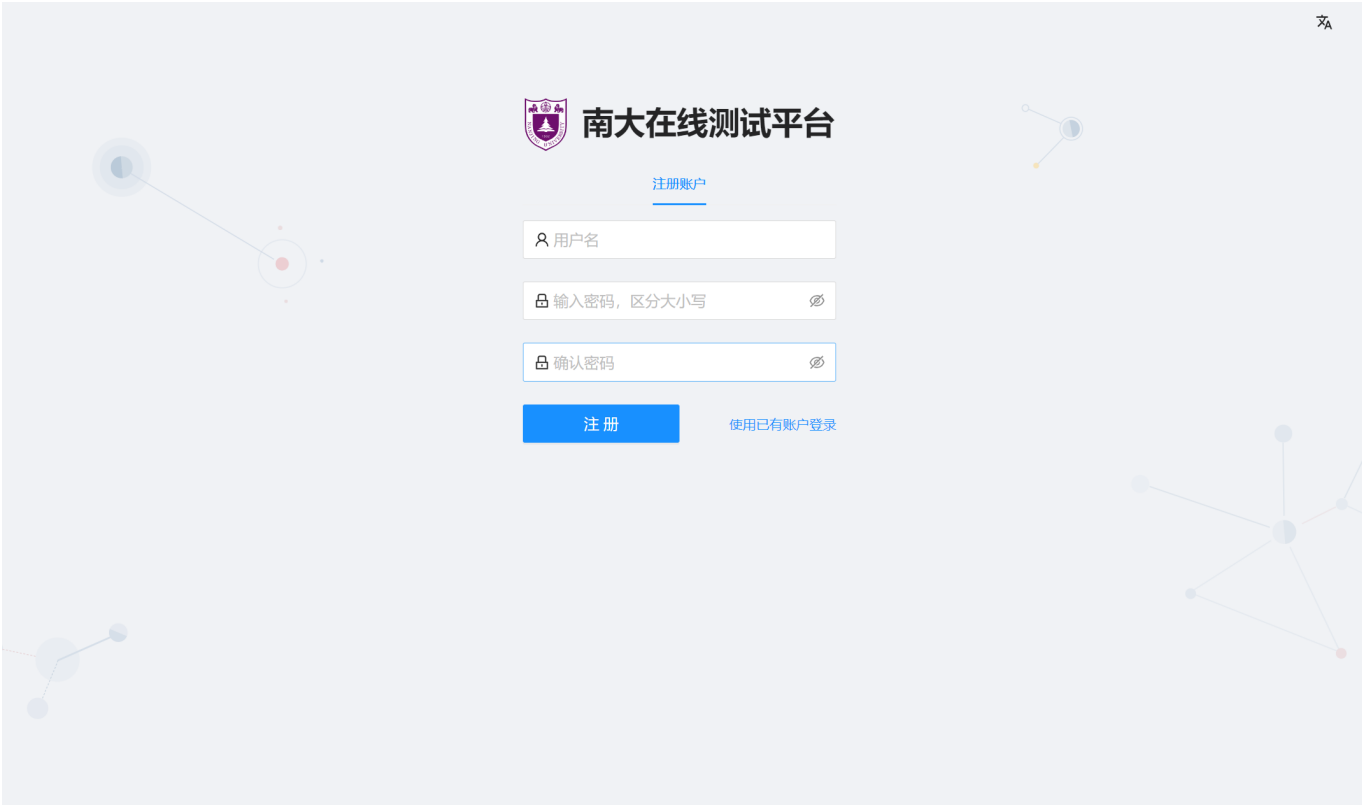 南大在线测试平台
注册账户
用户名
输入密码，区分大小写
确认密码
注 册
使用已有账户登录